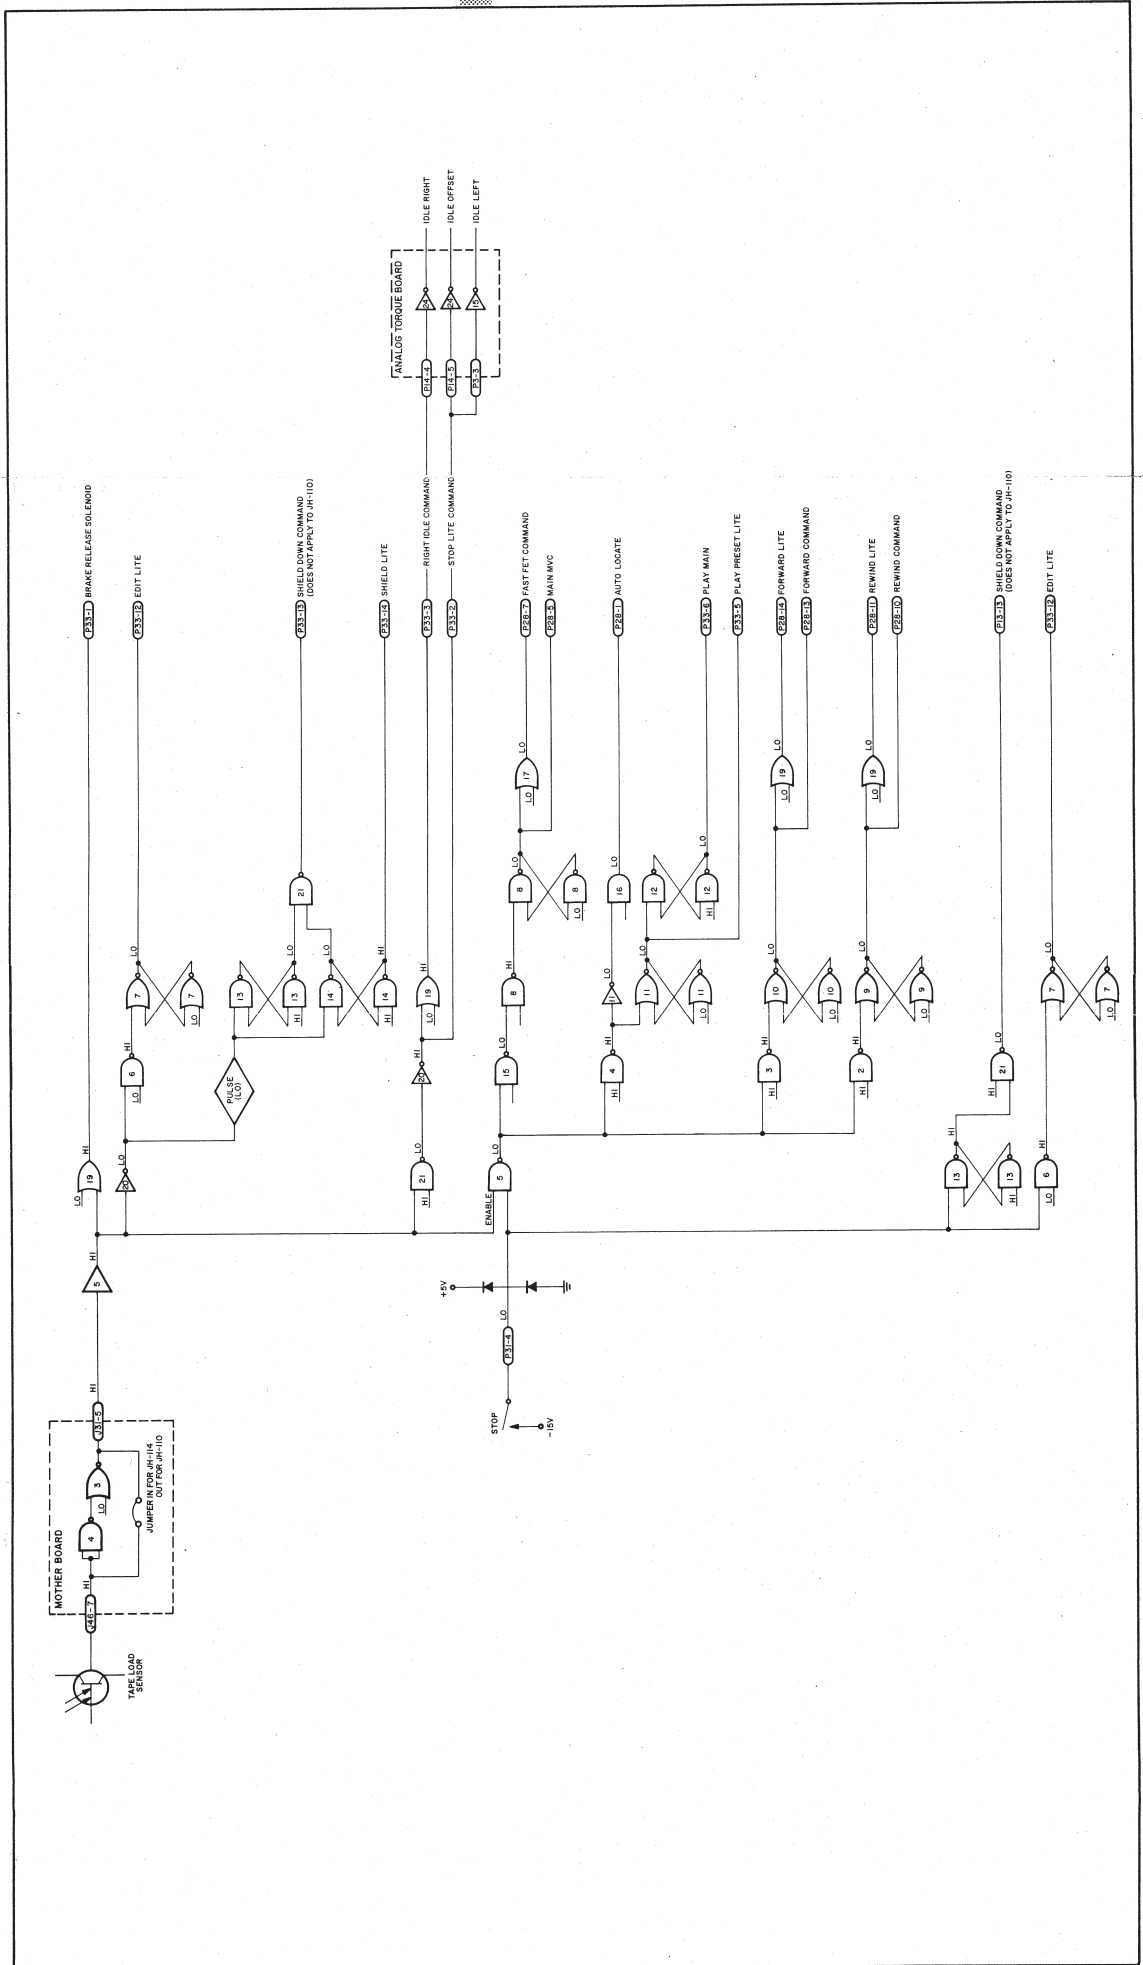 TAPE LOAD
SENSOR
MOTHER BOARD
J46-7
HI
4
LO
3
JUMPER IN FOR JH-114
OUT FOR JH-110
J31-5
HI
5
HI
LO
19
HI
P33-1
BRAKE RELEASE SOLENOID
20
LO
LO
6
HI
7
LO
LO
7
P33-12
EDIT LITE
PULSE
(LO)
13
HI
13
LO
14
LO
HI
14
HI
21
P33-13
SHIELD DOWN COMMAND
(DOES NOT APPLY TO JH-110)
P33-14
SHIELD LITE
HI
21
LO
20
HI
LO
19
HI
P33-3
RIGHT IDLE COMMAND
P33-2
STOP LITE COMMAND
ANALOG TORQUE BOARD
P14-4
24
IDLE RIGHT
P14-5
24
IDLE OFFSET
P3-3
15
IDLE LEFT
STOP
-15V
P31-4
LO
+5V
ENABLE
5
LO
15
LO
8
HI
8
LO
LO
8
LO
17
LO
P28-7
FAST FET COMMAND
P28-5
MAIN MVC
HI
4
HI
11
LO
16
LO
P28-1
AUTO LOCATE
11
LO
LO
11
12
HI
12
LO
P33-6
PLAY MAIN
P33-5
PLAY PRESET LITE
HI
3
HI
10
LO
LO
10
LO
19
LO
P28-14
FORWARD LITE
P28-13
FORWARD COMMAND
HI
2
HI
9
LO
LO
9
LO
19
LO
P28-11
REWIND LITE
P28-10
REWIND COMMAND
13
HI
HI
13
HI
21
LO
P13-13
SHIELD DOWN COMMAND
(DOES NOT APPLY TO JH-110)
LO
6
HI
7
LO
LO
7
P33-12
EDIT LITE